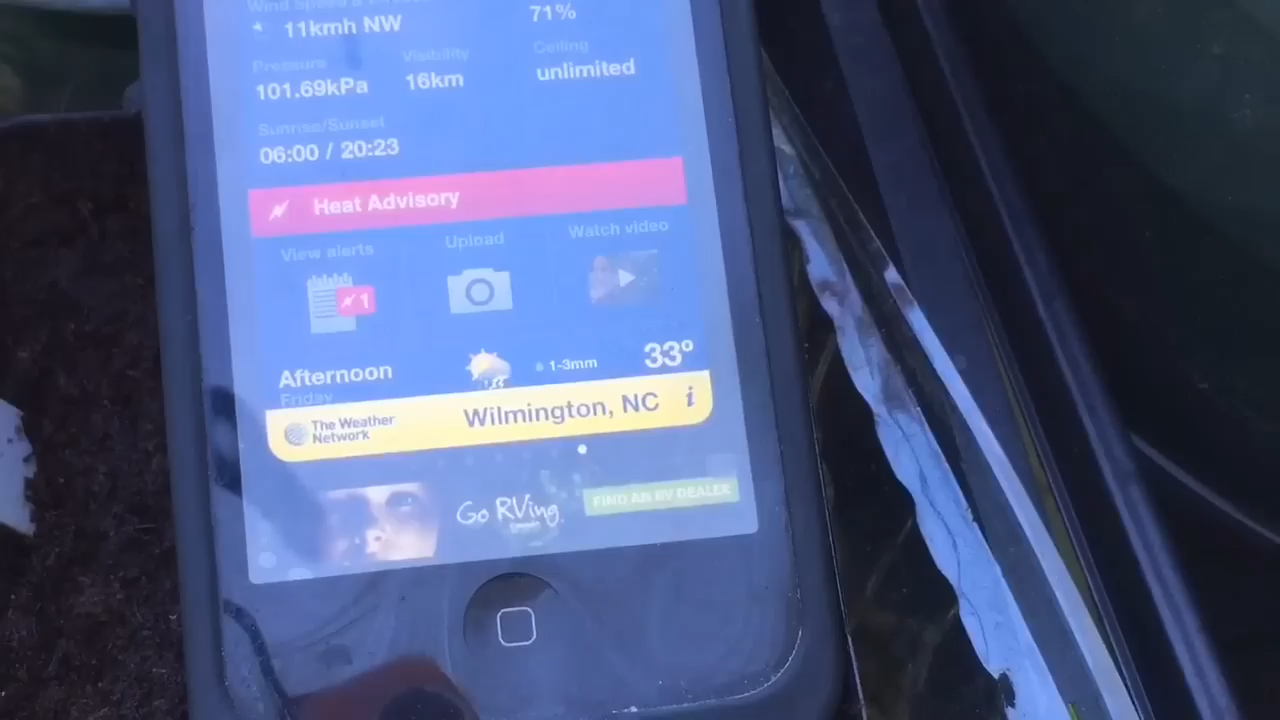 Wind Speed &
11kmh NW
71%
Pressure
Visibility
Ceiling
101.69kPa
16km
unlimited
Sunrise/Sunset
06:00 / 20:23
Heat Advisory
View alerts
Upload
Watch video
1
Afternoon
1-3mm
33°
Friday
The Weather
Network
Wilmington, NC
i
GO RVing
FIND AN RV DEALER